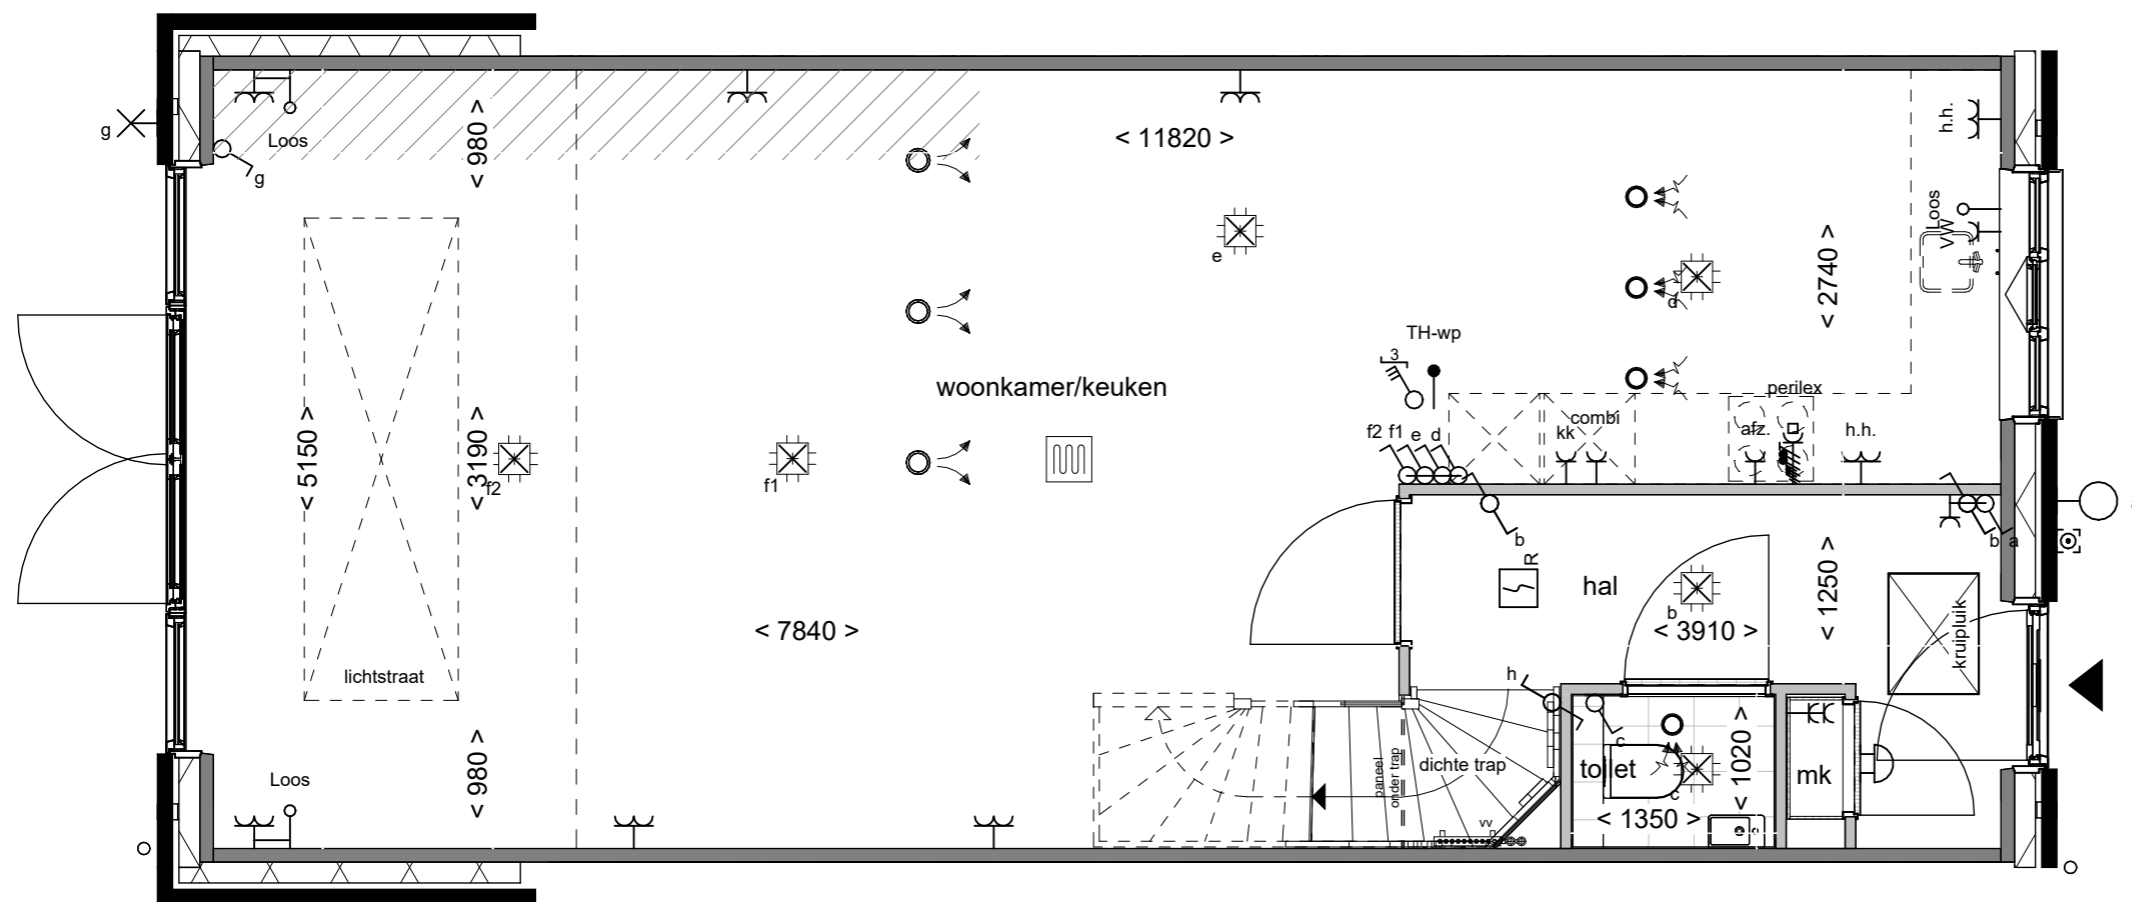 g
g
Loos
< 980 >
< 11820 >
h.h.
Loos
VW
e
d
< 2740 >
TH-wp
3
woonkamer/keuken
perilex
combi
kk
afz.
h.h.
f2 f1 e d
< 5150 >
< 3190 >
f2
f1
b
b a
R
hal
b
< 3910 >
< 1250 >
kruipluik
< 7840 >
lichtstraat
h
c
< 980 >
Loos
paneel
onder trap
dichte trap
vv
toilet
c
< 1020 >
< 1350 >
mk